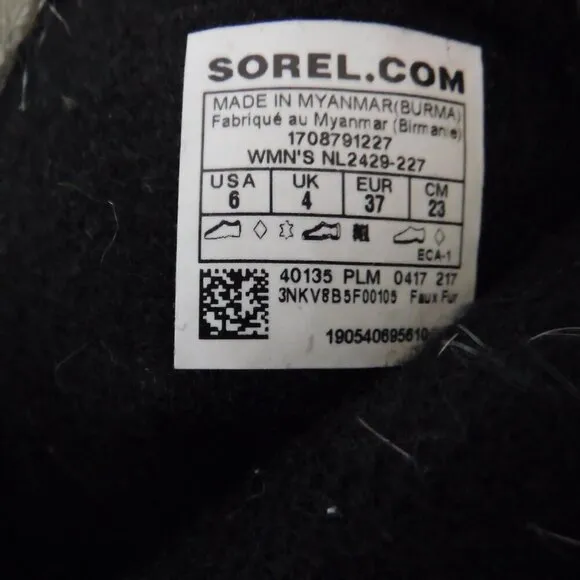 SOREL.COM
MADE IN MYANMAR(BURMA)
Fabriqué au Myanmar (Birmanie)
1708791227
WMN'S NL2429-227
USA UK EUR CM
6 4 37 23
ECA-1
40135 PLM 0417 217
3NKV8B5F00105 Faux Fur
190540695610